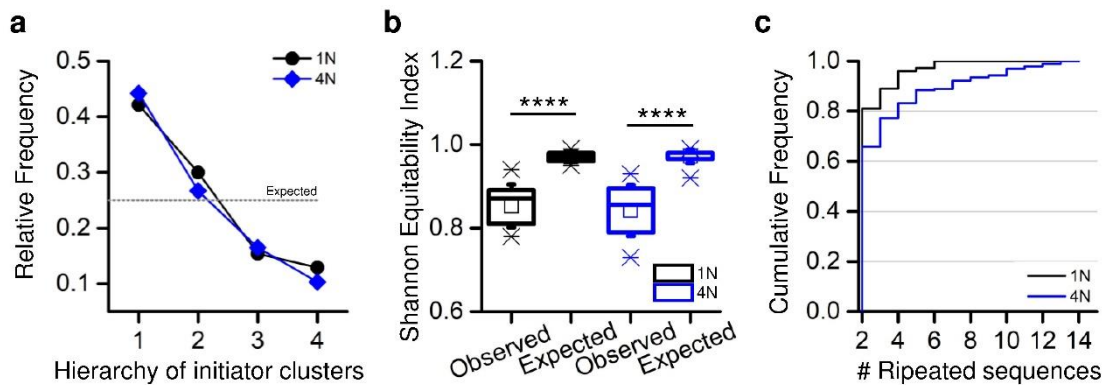 a
Relative Frequency
0.5
0.4
0.3
0.2
0.1
1N
4N
Expected
1 2 3 4
Hierarchy of initiator clusters
b
Shannon Equitability Index
1.2
1.0
0.8
0.6
****
****
1N
4N
Observed
Expected
Observed
Expected
c
Cumulative Frequency
1.0
0.8
0.6
0.4
0.2
0.0
1N
4N
2 4 6 8 10 12 14
# Ripeated sequences